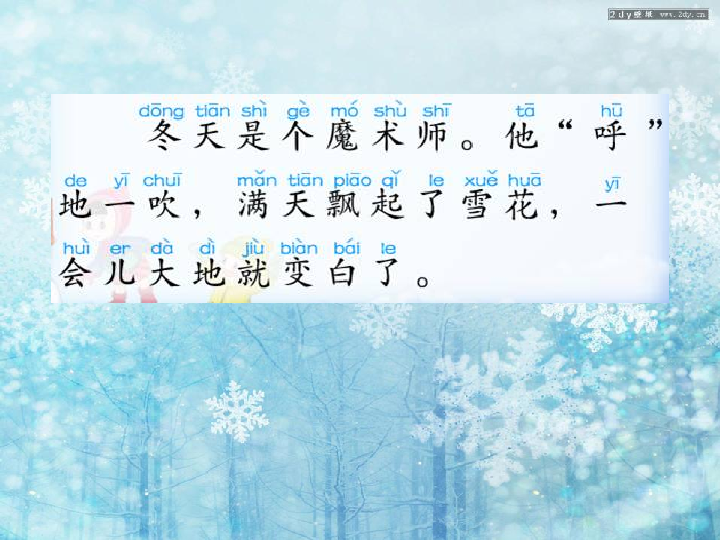 2dy壁纸 www.2dy.cn
dōng tiān shì gè mó shù shī tā hū
冬天是个魔术师。他“呼”
de yī chuī mǎn tiān piāo qǐ le xuě huā yī
地一吹，满天飘起了雪花，一
huì er dà dì jiù biàn bái le
会儿大地就变白了。